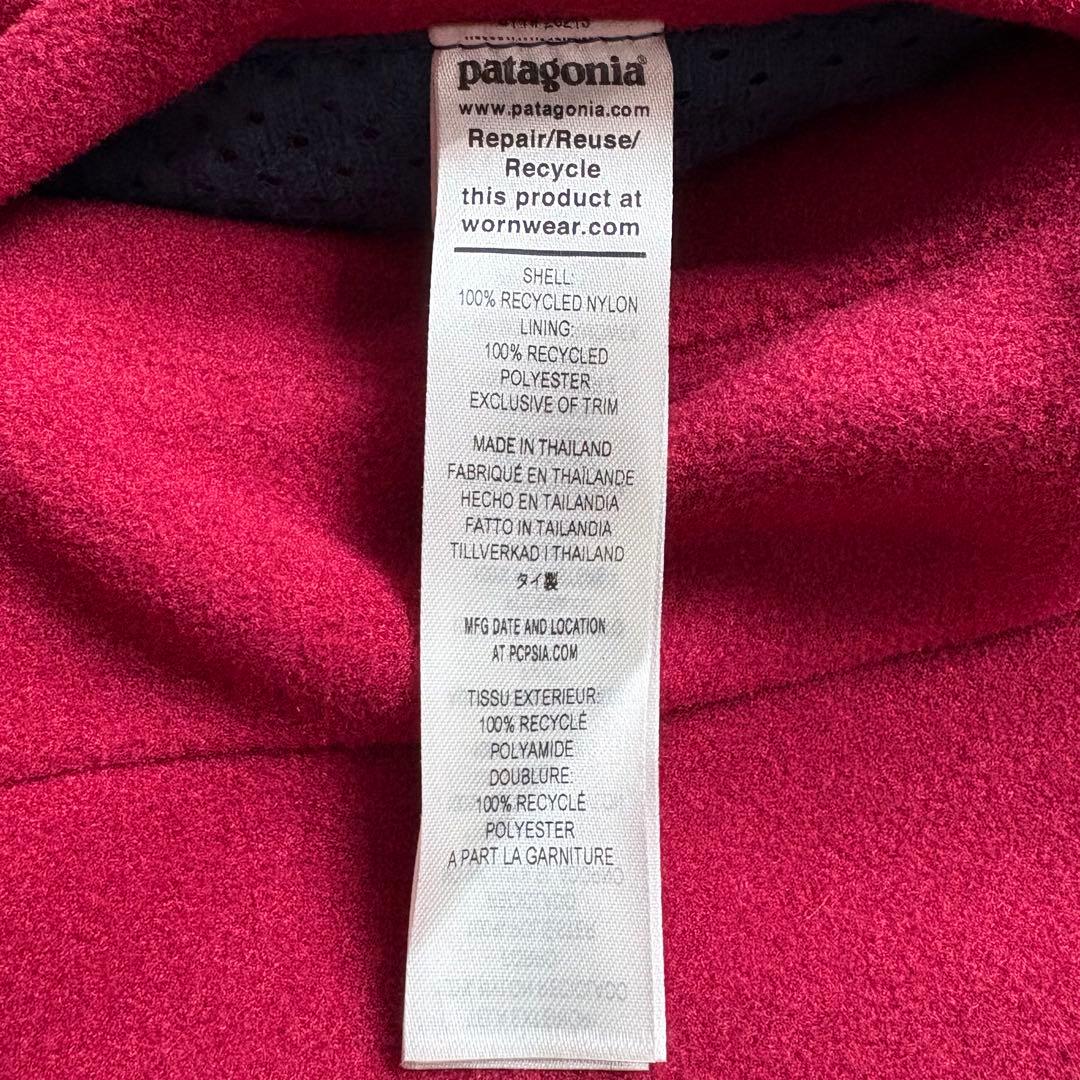 patagonia®
www.patagonia.com
Repair/Reuse/
Recycle
this product at
wornwear.com
SHELL:
100% RECYCLED NYLON
LINING:
100% RECYCLED
POLYESTER
EXCLUSIVE OF TRIM
MADE IN THAILAND
FABRIQUÉ EN THAILANDE
HECHO EN TAILANDIA
FATTO IN TAILANDIA
TILLVERKAD I THAILAND
タイ製
MFG DATE AND LOCATION
AT PCPSIA.COM
TISSU EXTERIEUR:
100% RECYCLÉ
POLYAMIDE
DOUBLURE:
100% RECYCLÉ
POLYESTER
A PART LA GARNITURE